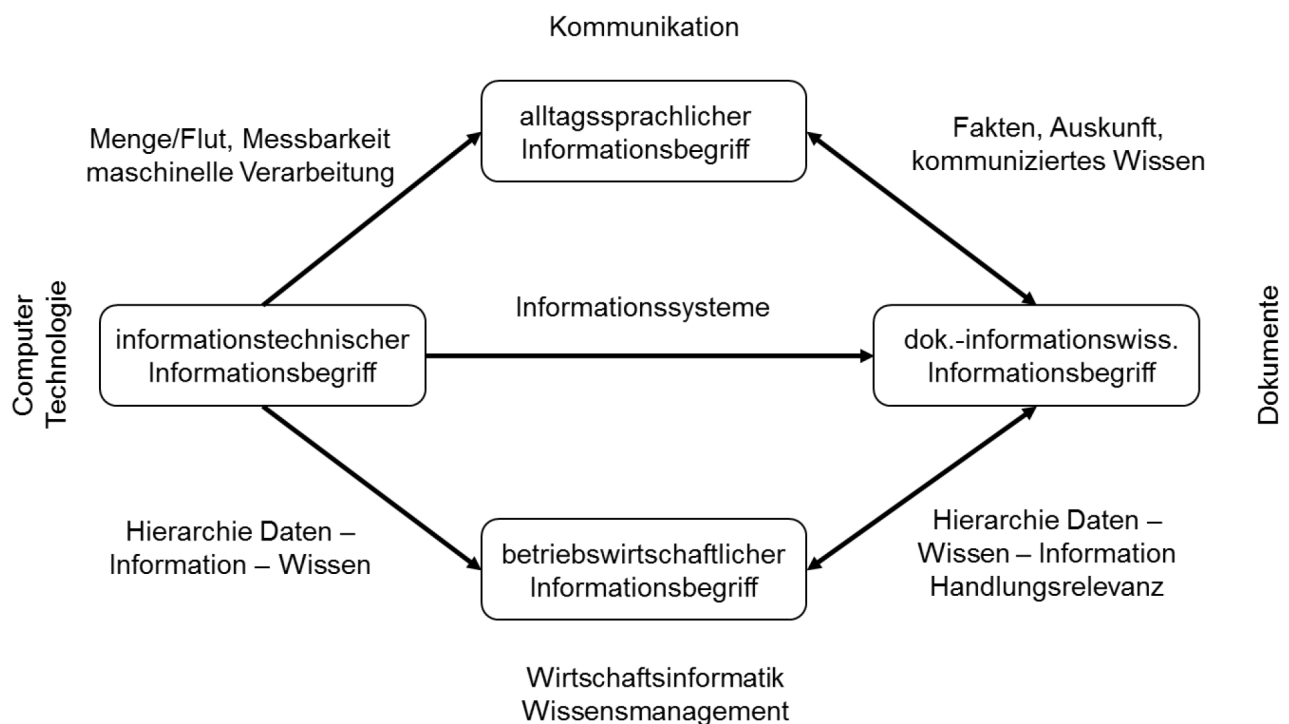 Kommunikation
alltagssprachlicher
Informationsbegriff
Menge/Flut, Messbarkeit
maschinelle Verarbeitung
Fakten, Auskunft,
kommuniziertes Wissen
Computer
Technologie
informationstechnischer
Informationsbegriff
Informationssysteme
dok.-informationswiss.
Informationsbegriff
Dokumente
Hierarchie Daten –
Information – Wissen
betriebswirtschaftlicher
Informationsbegriff
Hierarchie Daten –
Wissen – Information
Handlungsrelevanz
Wirtschaftsinformatik
Wissensmanagement